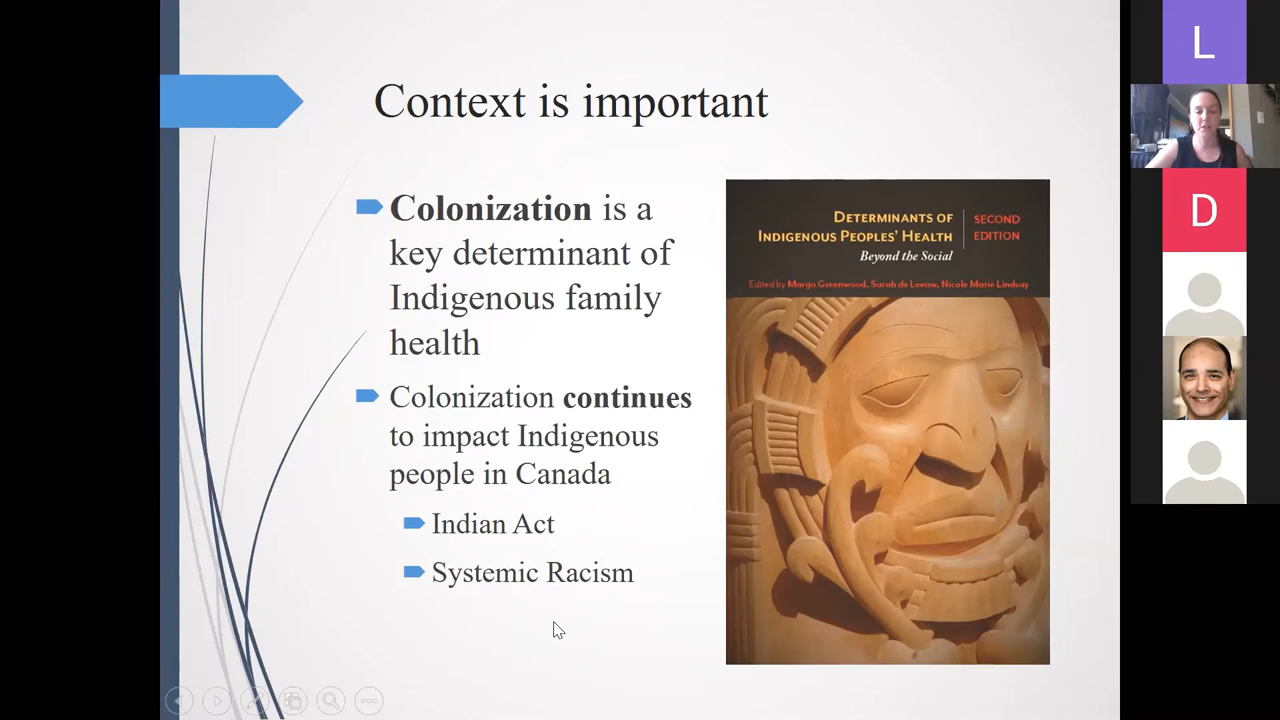 Context is important
Colonization is a
key determinant of
Indigenous family
health
Colonization continues
to impact Indigenous
people in Canada
Indian Act
Systemic Racism
DETERMINANTS OF
INDIGENOUS PEOPLES' HEALTH
Beyond the Social
SECOND
EDITION
Edited by Margo Greenwood, Sarah de Leeuw, Nicole Marie Lindsay
L
D